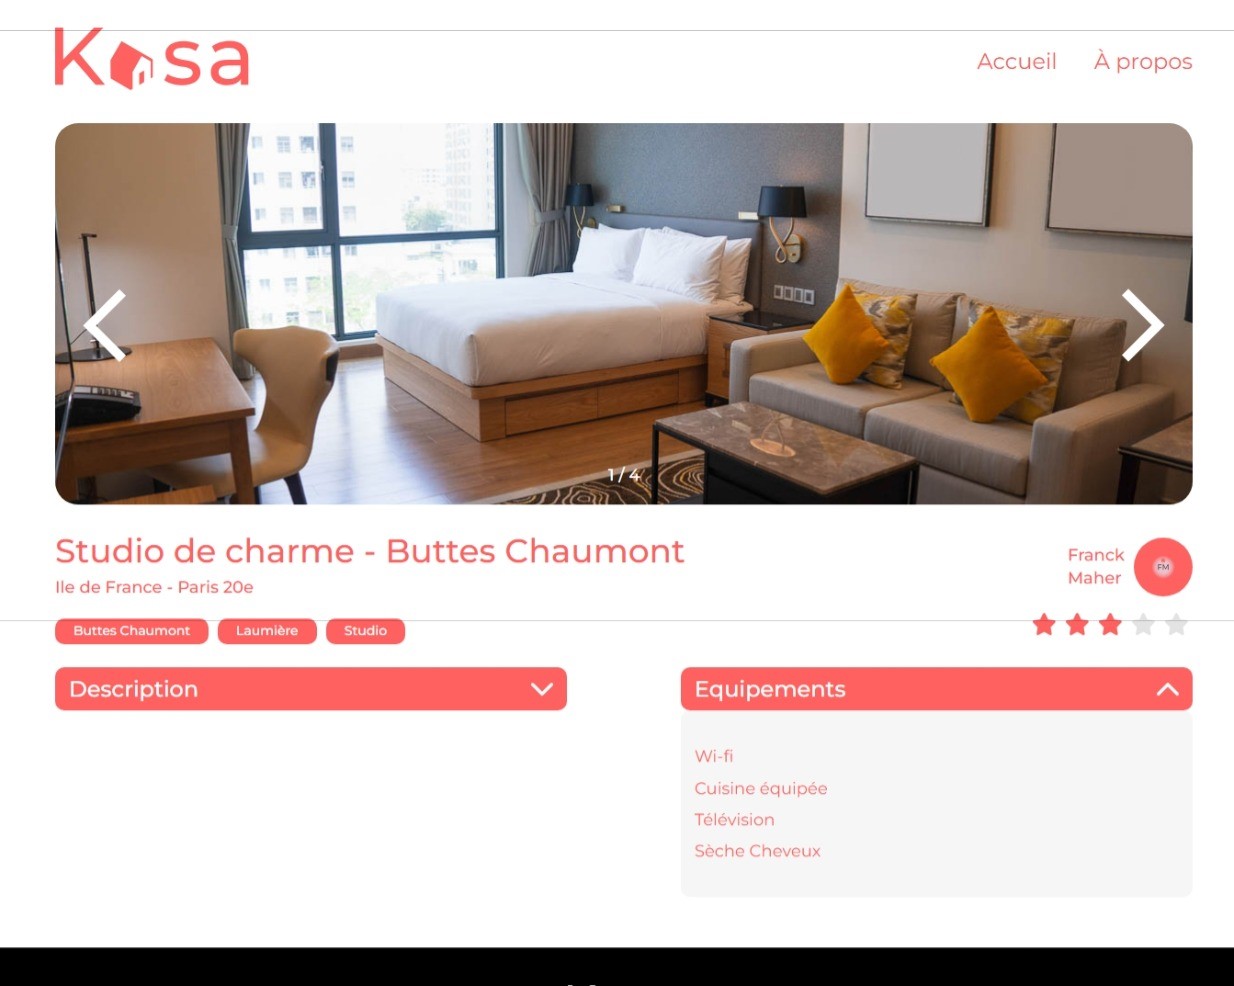 Kasa
Accueil À propos
1 / 4
Studio de charme - Buttes Chaumont
Ile de France - Paris 20e
Franck
Maher
FM
Buttes Chaumont Laumière Studio
Description
Equipements
Wi-fi
Cuisine équipée
Télévision
Sèche Cheveux